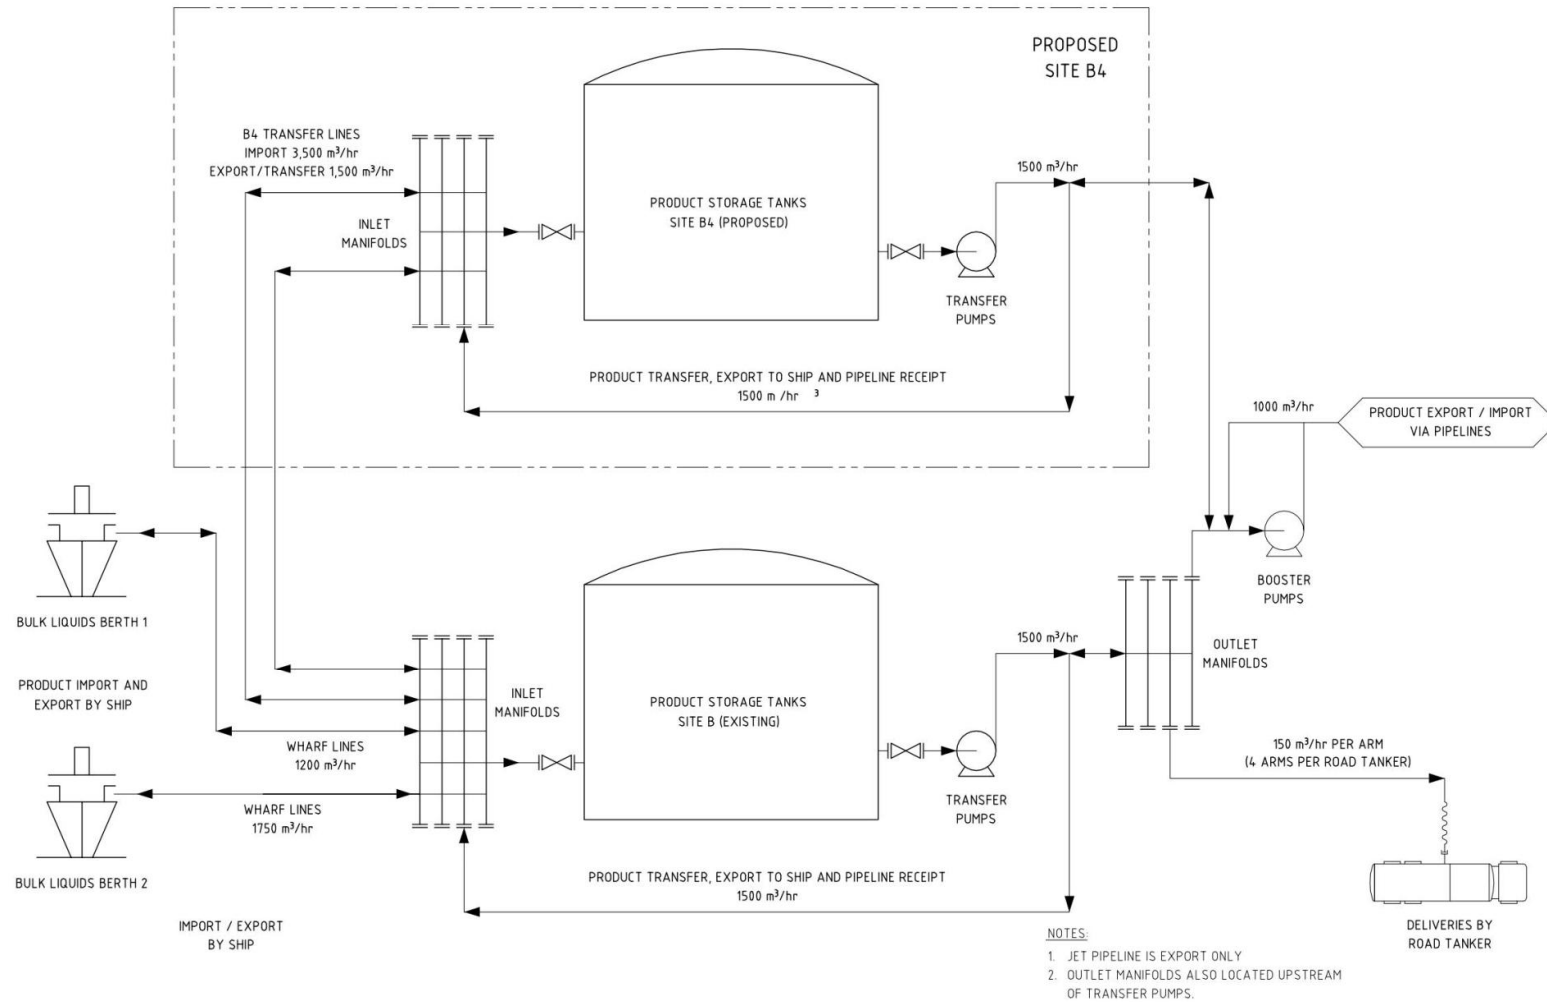 PROPOSED
SITE B4
B4 TRANSFER LINES
IMPORT 3,500 m³/hr
EXPORT/TRANSFER 1,500 m³/hr
INLET
MANIFOLDS
PRODUCT STORAGE TANKS
SITE B4 (PROPOSED)
1500 m³/hr
TRANSFER
PUMPS
PRODUCT TRANSFER, EXPORT TO SHIP AND PIPELINE RECEIPT
1500 m /hr ³
1000 m³/hr
PRODUCT EXPORT / IMPORT
VIA PIPELINES
BULK LIQUIDS BERTH 1
BOOSTER
PUMPS
PRODUCT IMPORT AND
EXPORT BY SHIP
INLET
MANIFOLDS
PRODUCT STORAGE TANKS
SITE B (EXISTING)
1500 m³/hr
OUTLET
MANIFOLDS
WHARF LINES
1200 m³/hr
WHARF LINES
1750 m³/hr
TRANSFER
PUMPS
150 m³/hr PER ARM
(4 ARMS PER ROAD TANKER)
BULK LIQUIDS BERTH 2
PRODUCT TRANSFER, EXPORT TO SHIP AND PIPELINE RECEIPT
1500 m³/hr
IMPORT / EXPORT
BY SHIP
DELIVERIES BY
ROAD TANKER
NOTES:
1. JET PIPELINE IS EXPORT ONLY
2. OUTLET MANIFOLDS ALSO LOCATED UPSTREAM
OF TRANSFER PUMPS.